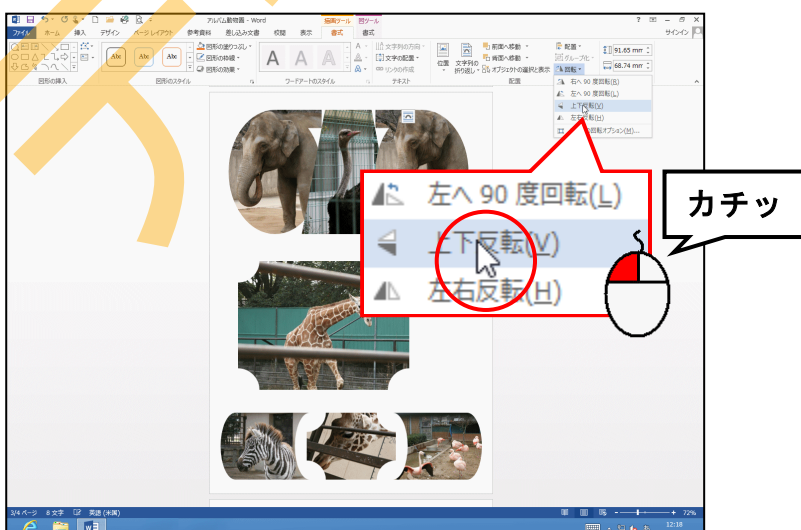 アルバム動物園 - Word
描画ツール 図ツール
ファイル ホーム 挿入 デザイン ページ レイアウト 参考資料 差し込み文書 校閲 表示 書式 書式
サインイン
Abc Abc Abc
図形の塗りつぶし
図形の枠線
図形の効果
A A A
文字列の方向
文字の配置
リンクの作成
位置 文字列の折り返し
前面へ移動
背面へ移動
オブジェクトの選択と表示
配置
グループ化
回転
91.65 mm
68.74 mm
図形の挿入 図形のスタイル ワードアートのスタイル テキスト 配置
右へ 90 度回転(R)
左へ 90 度回転(L)
上下反転(V)
左右反転(H)
回転オプション(M)...
左へ 90 度回転(L)
上下反転(V)
左右反転(H)
カチッ
3/4 ページ 8 文字 英語 (米国)
72%
12:18